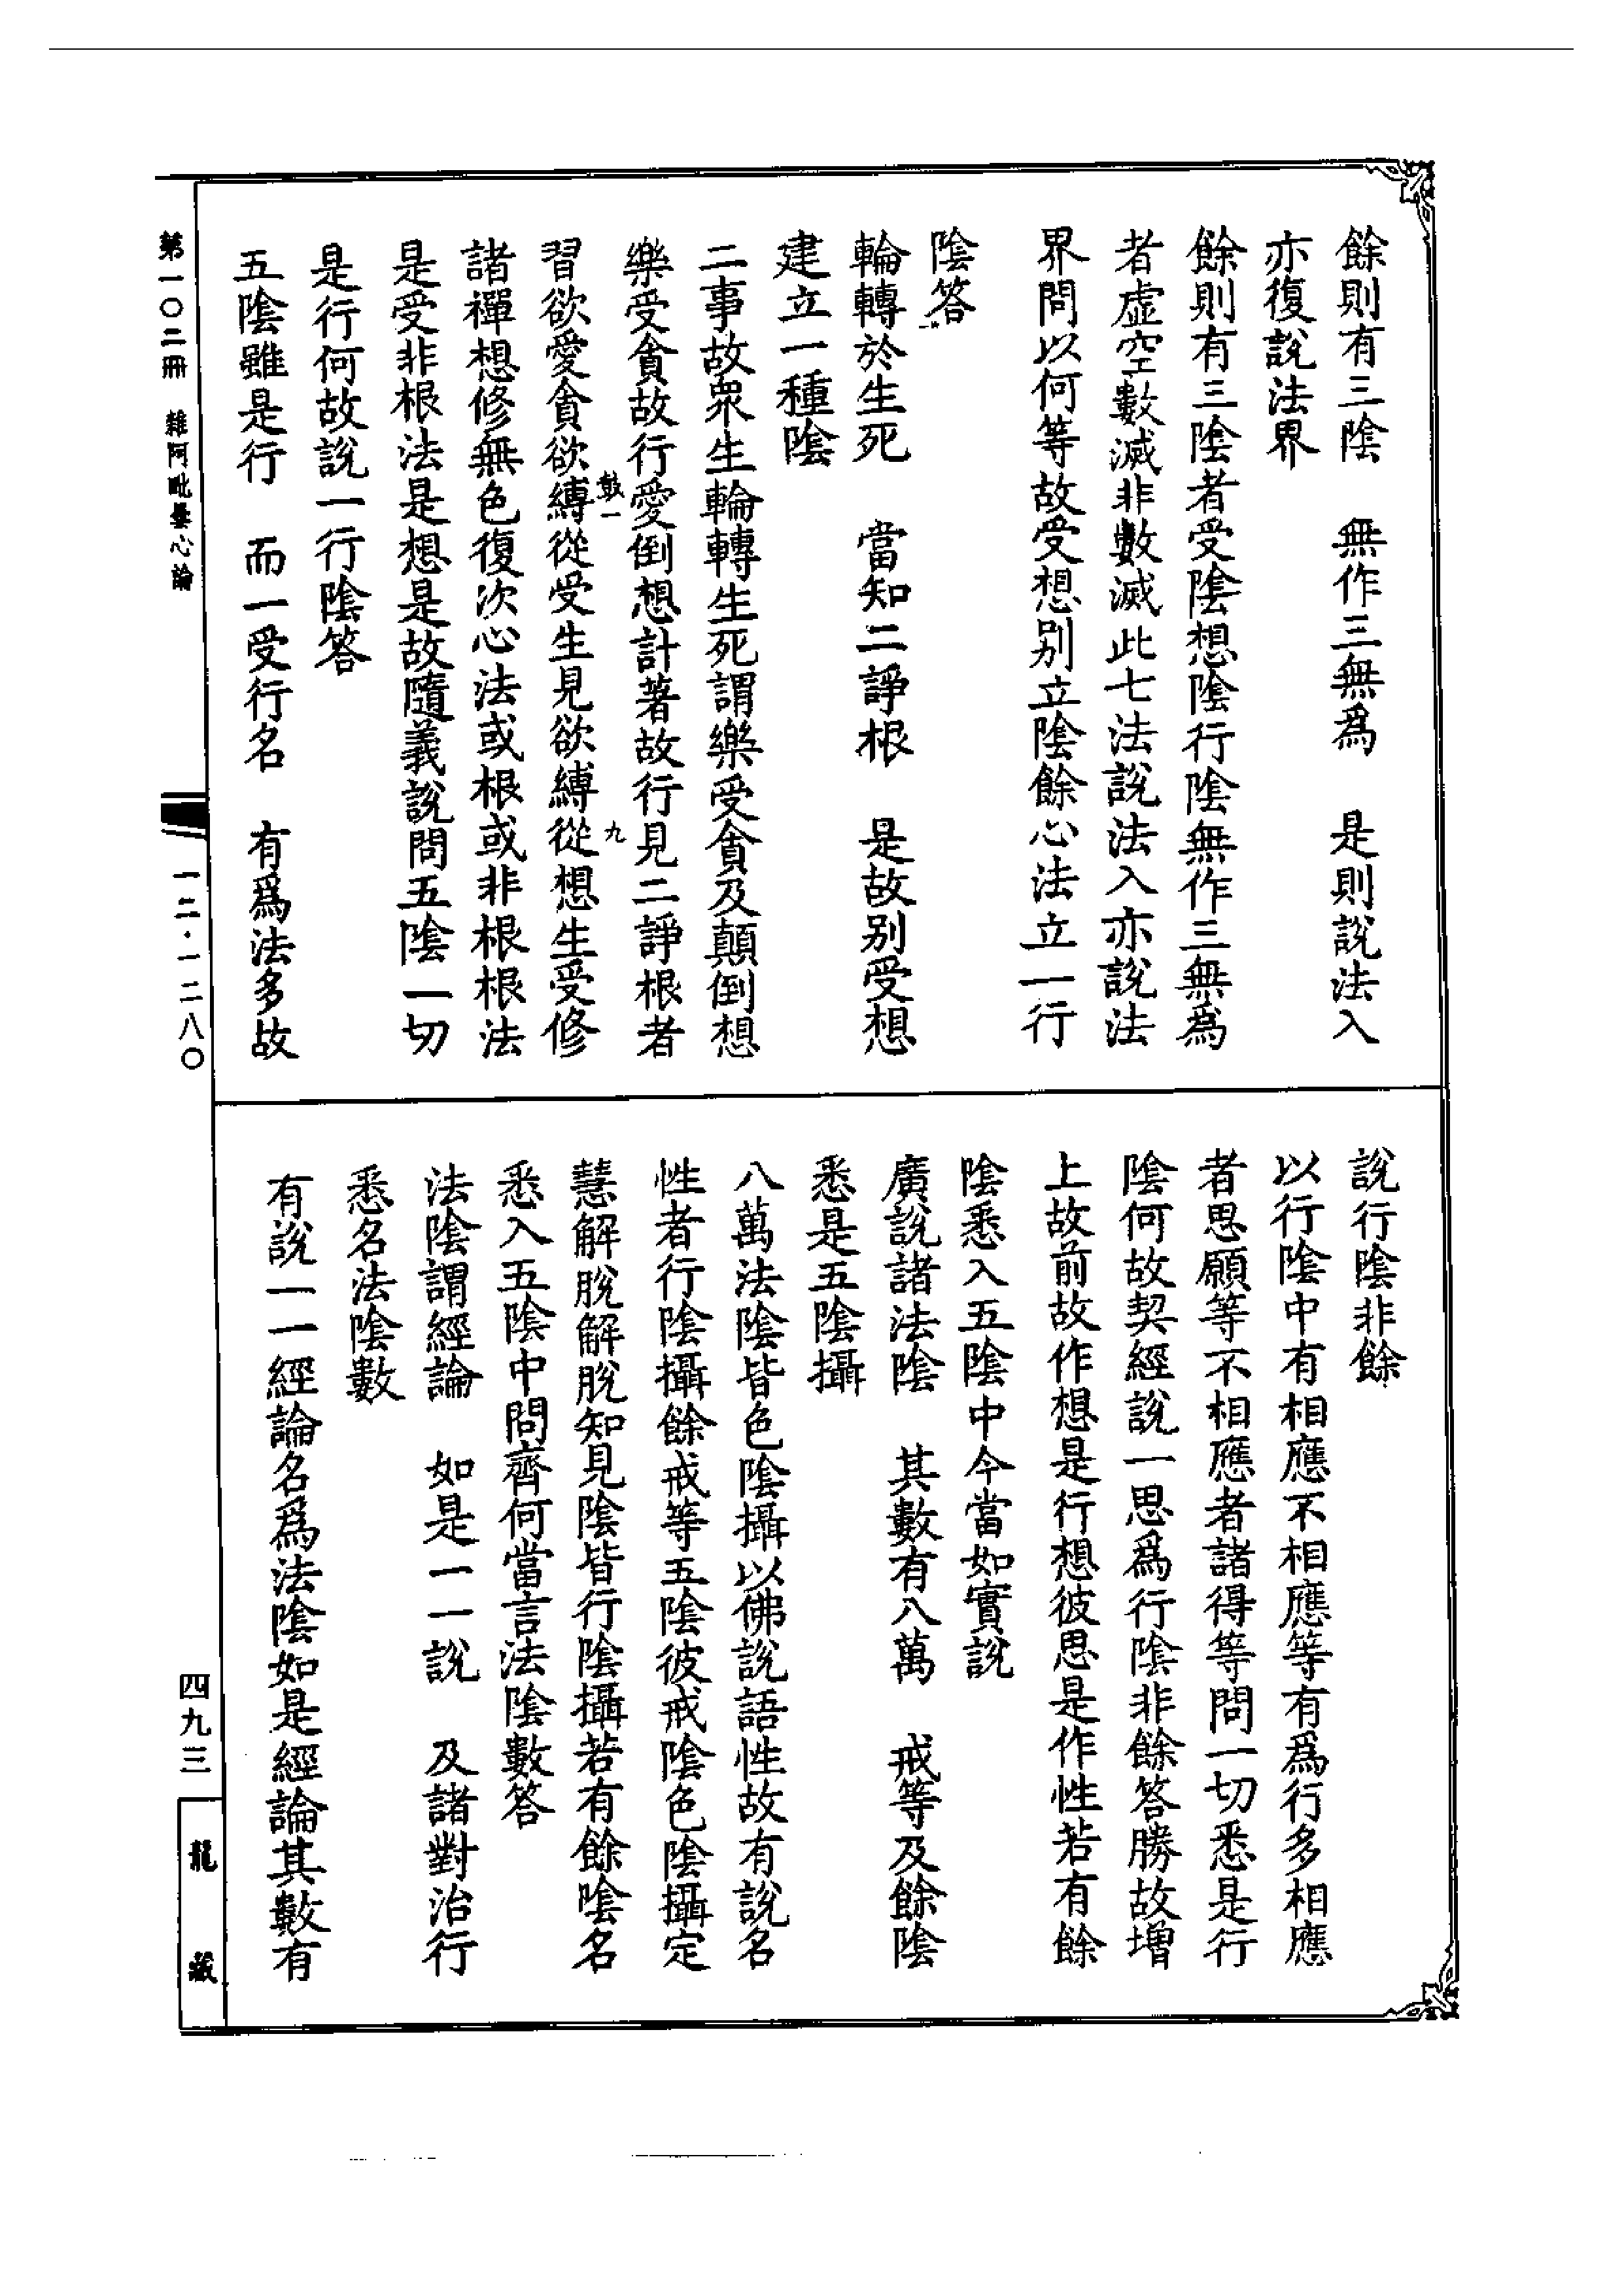 餘則有三陰　無作三無爲　是則說法入
亦復說法界
餘則有三陰者受陰想陰行陰無作三無爲
者虛空數滅非數滅此七法說法入亦說法
界問以何等故受想別立陰餘心法立一行
陰答
輪轉於生死　當知二諍根　是故別受想
建立一種陰
二事故衆生輪轉生死謂樂受貪及顛倒想
樂受貪故行愛倒想計著故行見二諍根者
習欲愛貪欲縛從受生見欲縛從想生受修
諸禪想修無色復次心法或根或非根根法
是受非根法是想是故隨義說問五陰一切
是行何故說一行陰答
五陰雖是行　而一受行名　有爲法多故
說行陰非餘
以行陰中有相應不相應等有爲行多相應
者思願等不相應者諸得等問一切悉是行
陰何故契經說一思爲行陰非餘答勝故增
上故前故作想是行想彼思是作性若有餘
陰悉入五陰中今當如實說
廣說諸法陰　其數有八萬　戒等及餘陰
悉是五陰攝
八萬法陰皆色陰攝以佛說語性故有說名
性者行陰攝餘戒等五陰彼戒陰色陰攝定
慧解脫解脫知見陰皆行陰攝若有餘陰名
悉入五陰中問齊何當言法陰數答
法陰謂經論　如是一一說　及諸對治行
悉名法陰數
有說一一經論名爲法陰如是經論其數有
第一〇二冊　雜阿毗曇心論
一二·一二八〇
四九三
龍藏
九